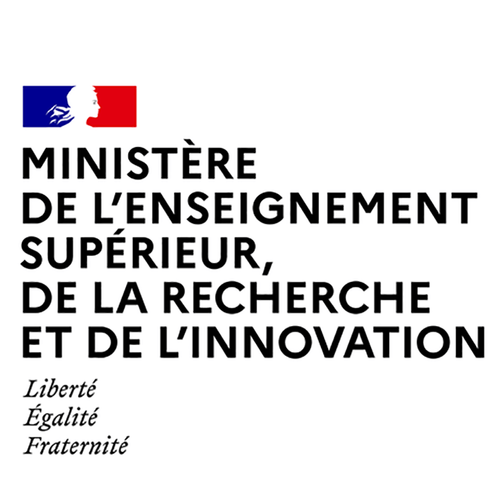 MINISTÈRE
DE L'ENSEIGNEMENT
SUPÉRIEUR,
DE LA RECHERCHE
ET DE L'INNOVATION
Liberté
Égalité
Fraternité